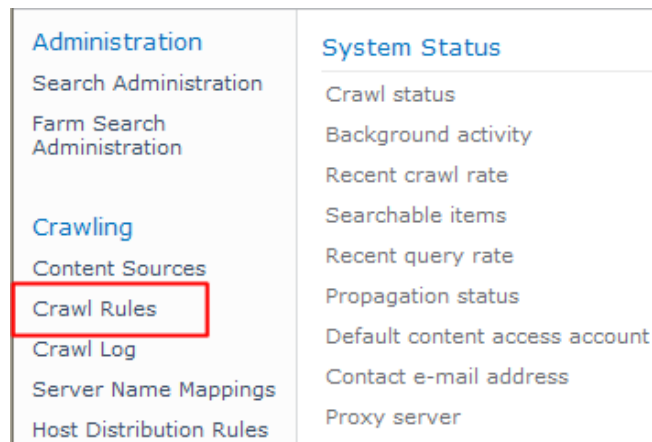 Administration
Search Administration
Farm Search
Administration
Crawling
Content Sources
Crawl Rules
Crawl Log
Server Name Mappings
Host Distribution Rules
System Status
Crawl status
Background activity
Recent crawl rate
Searchable items
Recent query rate
Propagation status
Default content access account
Contact e-mail address
Proxy server